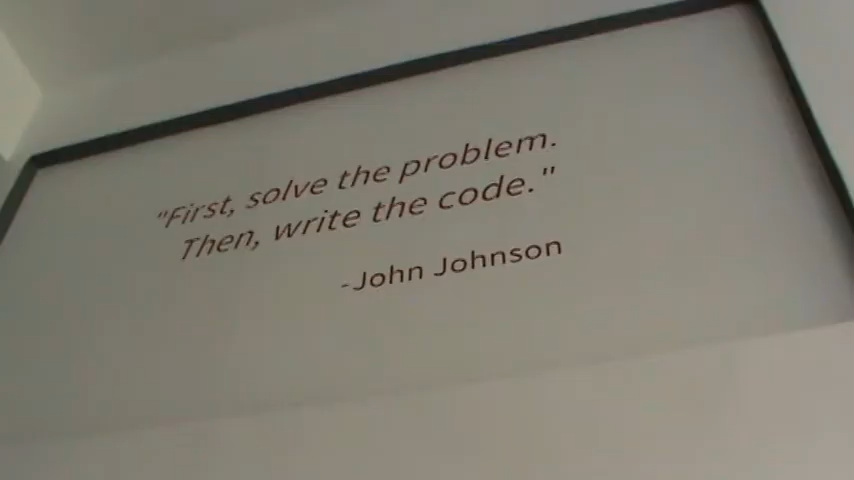 "First, solve the problem.
Then, write the code."
-John Johnson